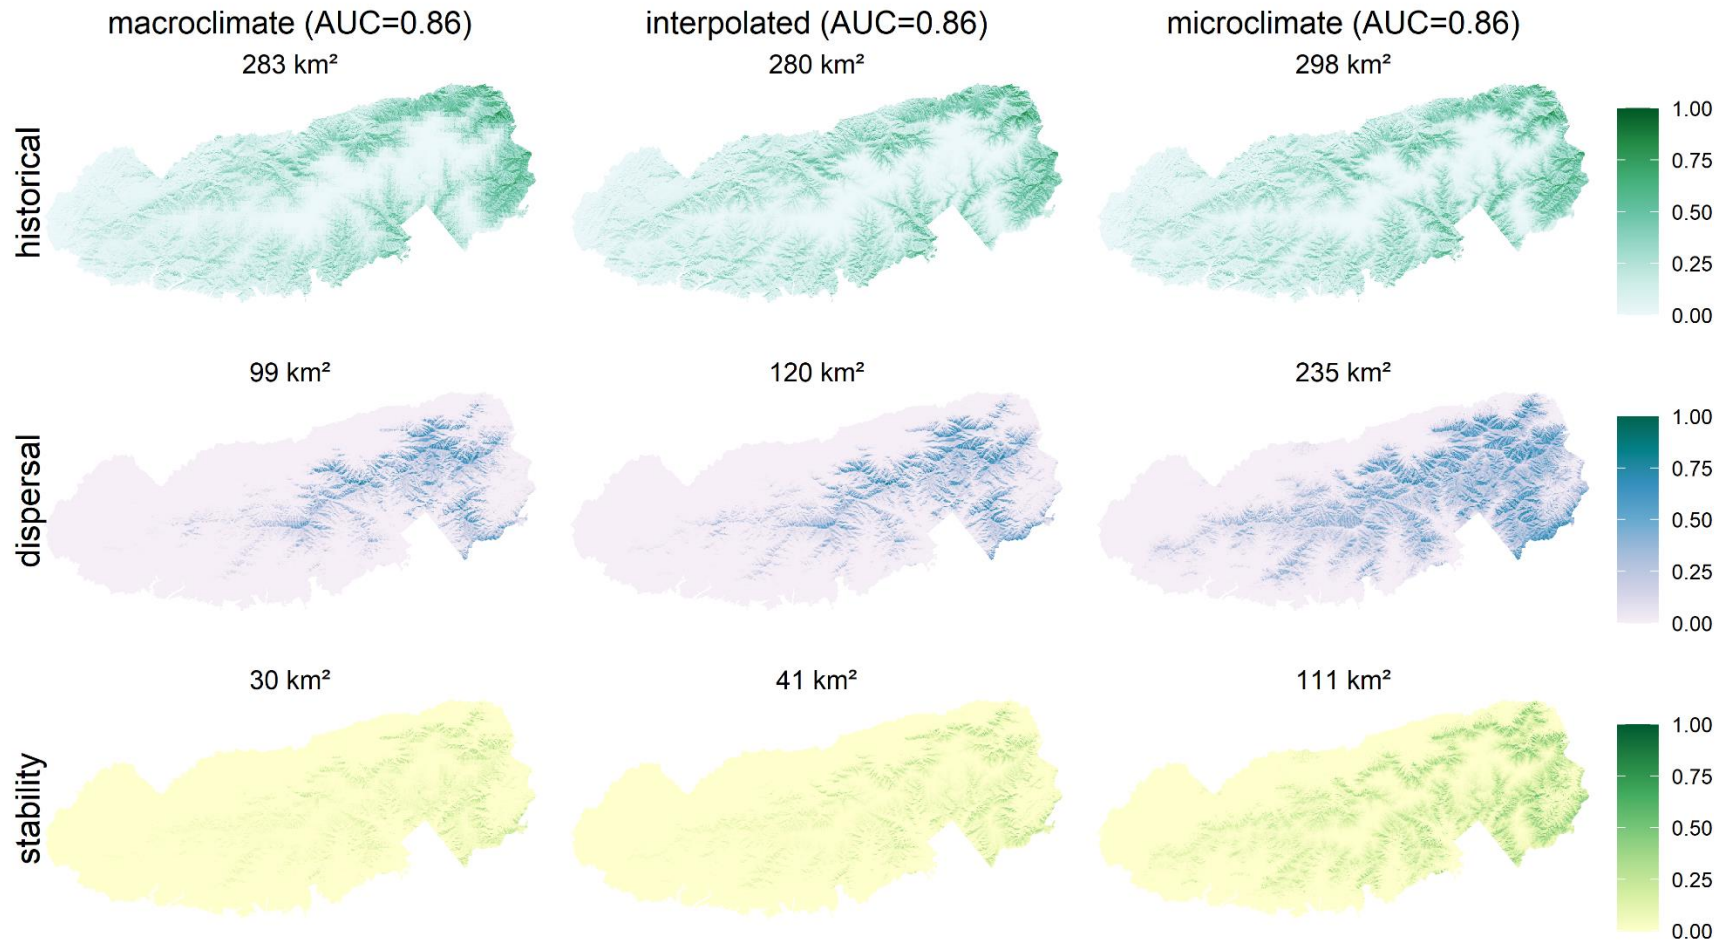 macroclimate (AUC=0.86)
interpolated (AUC=0.86)
microclimate (AUC=0.86)
283 km²
280 km²
298 km²
historical
1.00
0.75
0.50
0.25
0.00
99 km²
120 km²
235 km²
dispersal
1.00
0.75
0.50
0.25
0.00
30 km²
41 km²
111 km²
stability
1.00
0.75
0.50
0.25
0.00